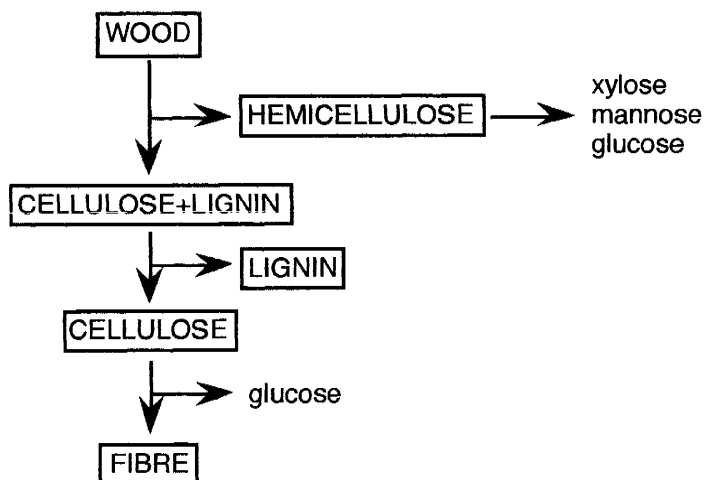 WOOD
HEMICELLULOSE
xylose
mannose
glucose
CELLULOSE+LIGNIN
LIGNIN
CELLULOSE
glucose
FIBRE